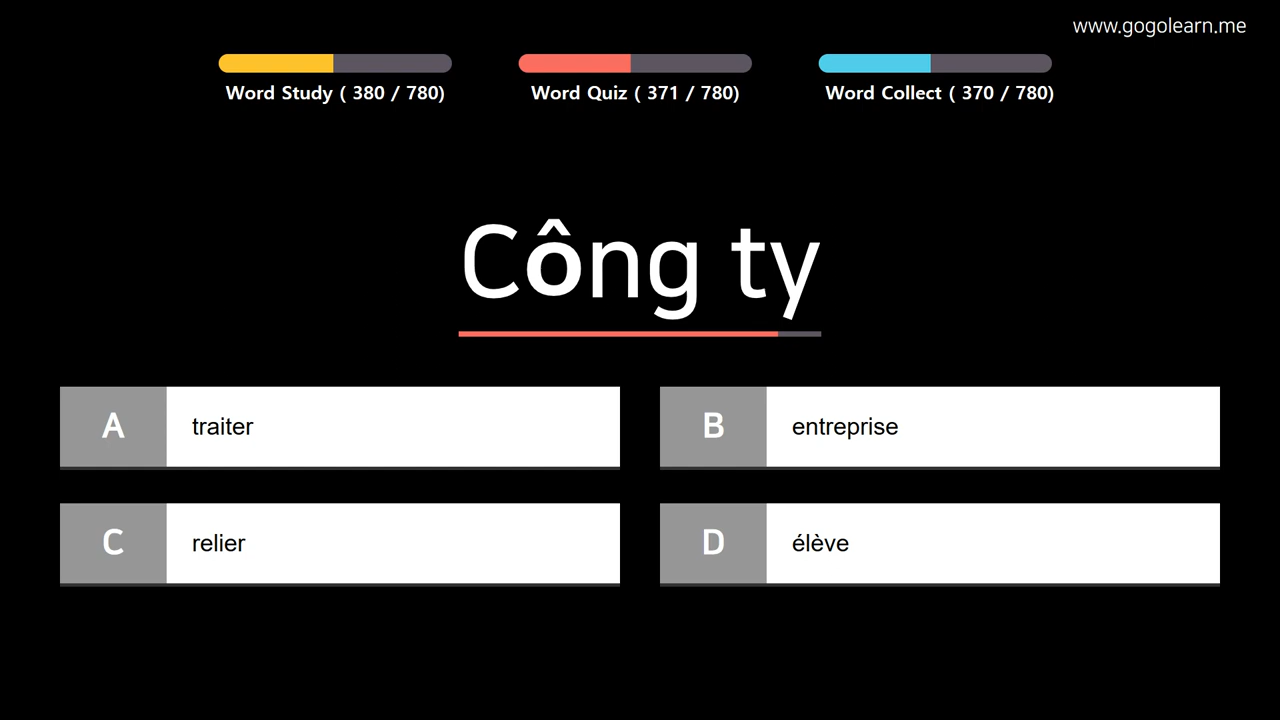 www.gogolearn.me
Word Study ( 380 / 780)
Word Quiz ( 371 / 780)
Word Collect ( 370 / 780)
Công ty
A traiter
B entreprise
C relier
D élève